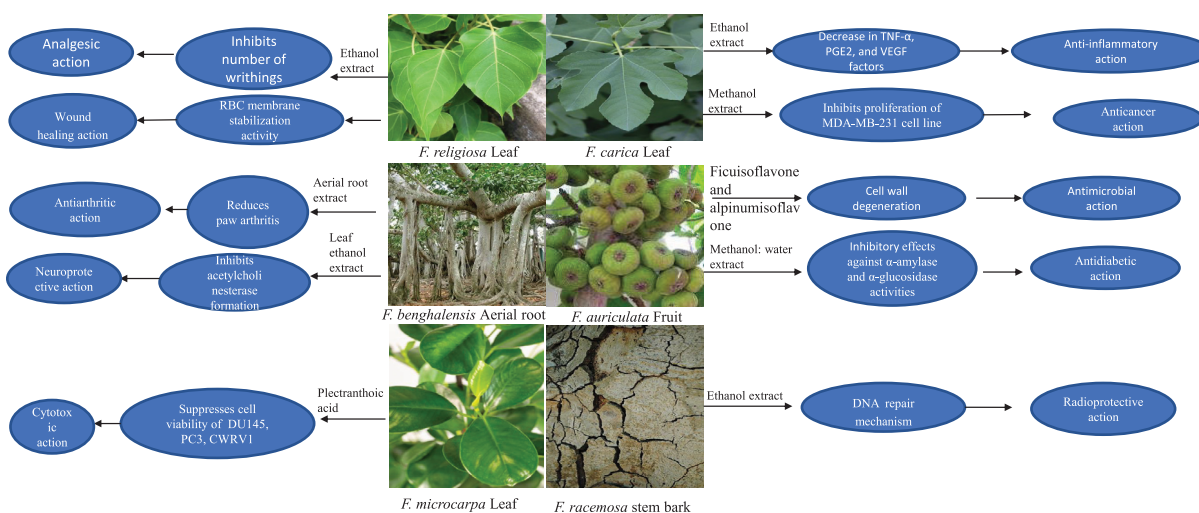 Analgesic
action
Inhibits
number of
writhings
Ethanol
extract
Wound
healing action
RBC membrane
stabilization
activity
F. religiosa Leaf
Ethanol
extract
Decrease in TNF-α,
PGE2, and VEGF
factors
Anti-inflammatory
action
Methanol
extract
Inhibits proliferation of
MDA-MB-231 cell line
Anticancer
action
F. carica Leaf
Antiarthritic
action
Reduces
paw arthritis
Aerial root
extract
Neuroprote
ctive action
Inhibits
acetylcholi
nesterase
formation
Leaf
ethanol
extract
F. benghalensis Aerial root
Ficuisoflavone
and
alpinumisoflav
one
Cell wall
degeneration
Antimicrobial
action
Methanol: water
extract
Inhibitory effects
against α-amylase
and α-glucosidase
activities
Antidiabetic
action
F. auriculata Fruit
Cytotox
ic
action
Suppresses cell
viability of DU145,
PC3, CWRV1
Plectranthoic
acid
F. microcarpa Leaf
Ethanol extract
DNA repair
mechanism
Radioprotective
action
F. racemosa stem bark